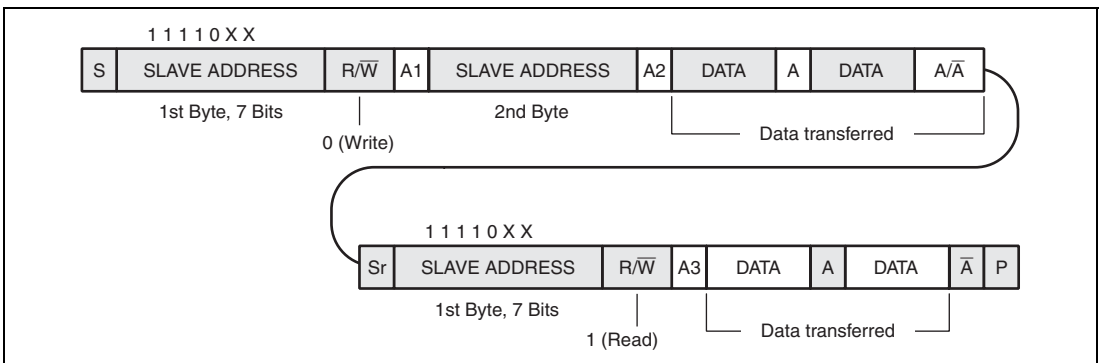 1 1 1 1 0 X X
S SLAVE ADDRESS R/W̅ A1 SLAVE ADDRESS A2 DATA A DATA A/A̅
1st Byte, 7 Bits 2nd Byte
0 (Write)
Data transferred
1 1 1 1 0 X X
Sr SLAVE ADDRESS R/W̅ A3 DATA A DATA A̅ P
1st Byte, 7 Bits
1 (Read)
Data transferred